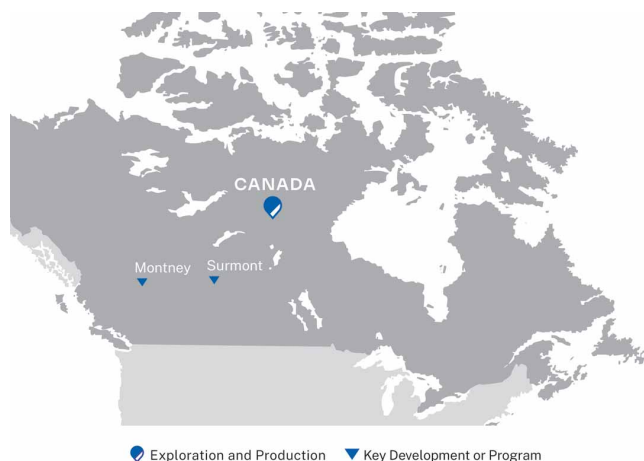 CANADA
Montney Surmont
Exploration and Production Key Development or Program